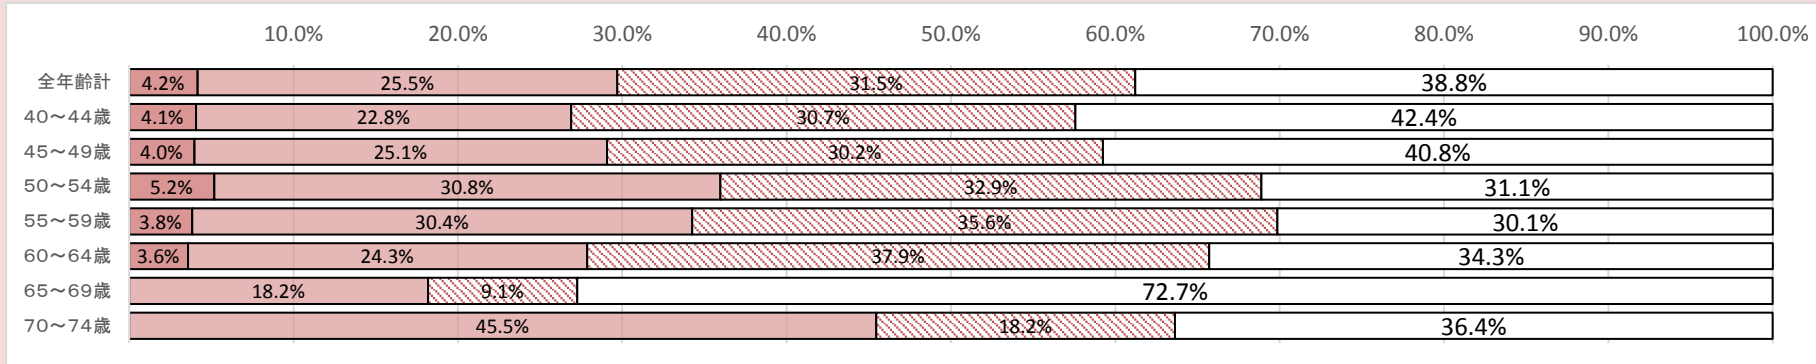 10.0% 20.0% 30.0% 40.0% 50.0% 60.0% 70.0% 80.0% 90.0% 100.0%
全年齢計 4.2% 25.5% 31.5% 38.8%
40～44歳 4.1% 22.8% 30.7% 42.4%
45～49歳 4.0% 25.1% 30.2% 40.8%
50～54歳 5.2% 30.8% 32.9% 31.1%
55～59歳 3.8% 30.4% 35.6% 30.1%
60～64歳 3.6% 24.3% 37.9% 34.3%
65～69歳 18.2% 9.1% 72.7%
70～74歳 45.5% 18.2% 36.4%